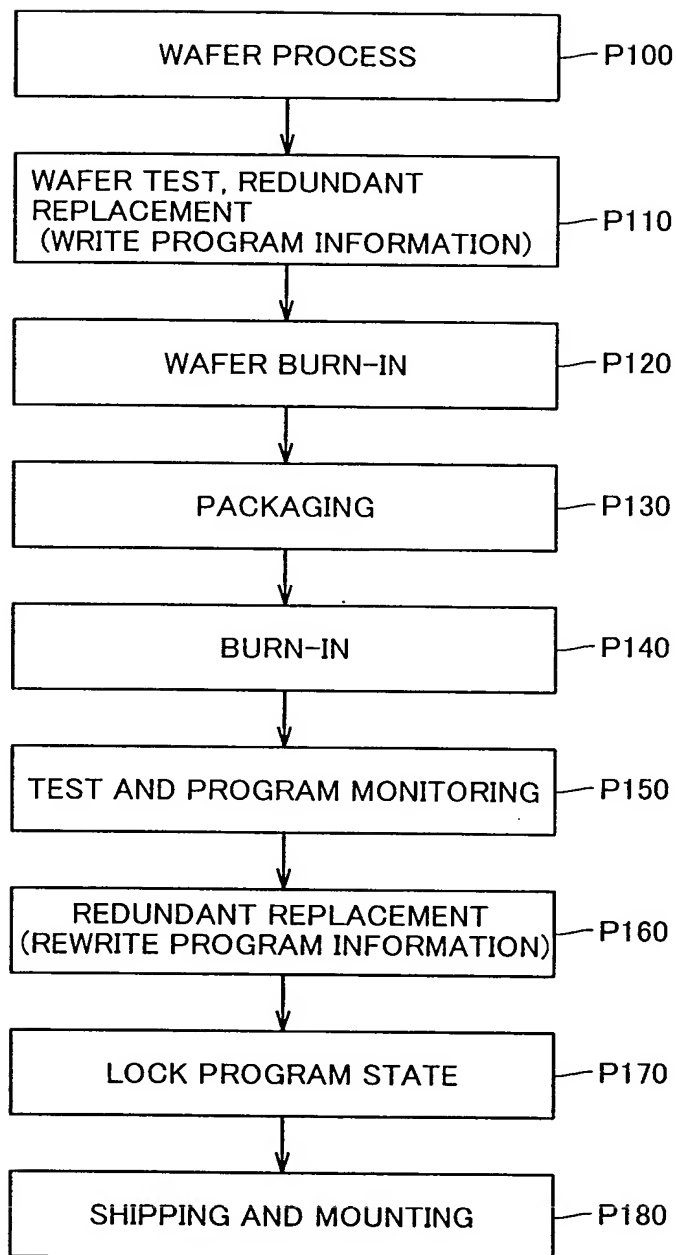 WAFER PROCESS P100
WAFER TEST, REDUNDANT
REPLACEMENT
(WRITE PROGRAM INFORMATION) P110
WAFER BURN-IN P120
PACKAGING P130
BURN-IN P140
TEST AND PROGRAM MONITORING P150
REDUNDANT REPLACEMENT
(REWRITE PROGRAM INFORMATION) P160
LOCK PROGRAM STATE P170
SHIPPING AND MOUNTING P180